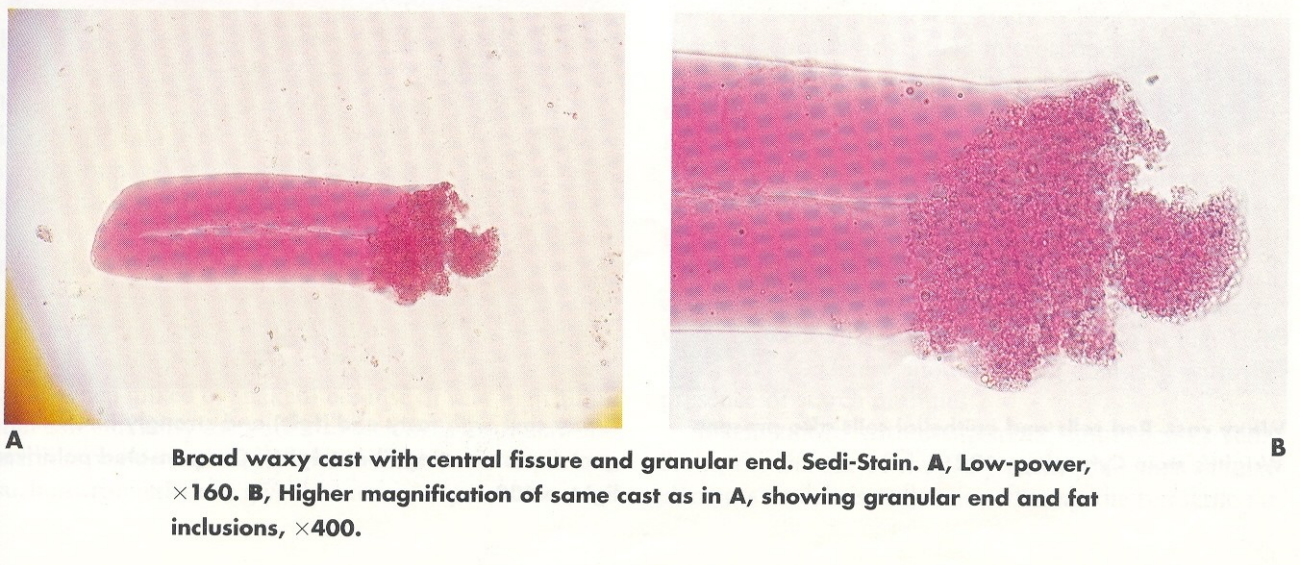 A
B
Broad waxy cast with central fissure and granular end. Sedi-Stain. A, Low-power,
×160. B, Higher magnification of same cast as in A, showing granular end and fat
inclusions, ×400.